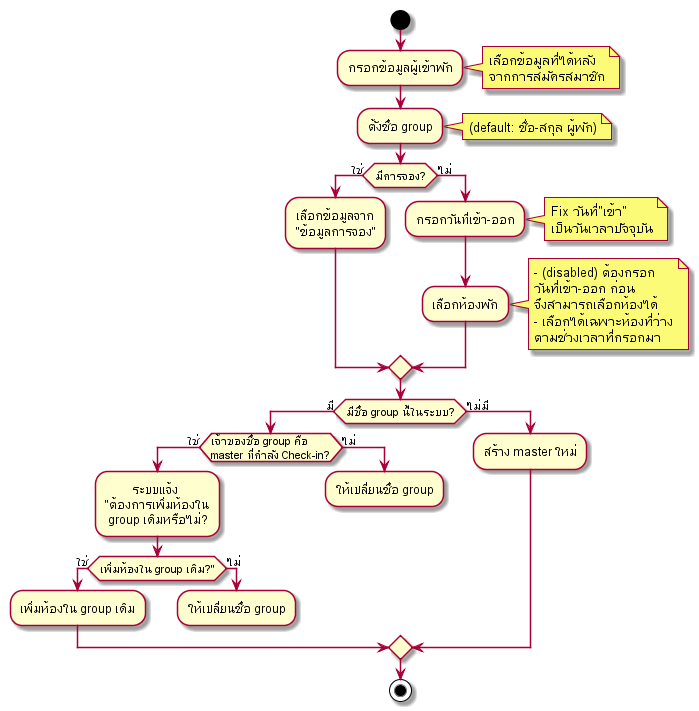 กรอกข้อมูลผู้เข้าพัก
เลือกข้อมูลที่ได้หลัง
จากการสมัครสมาชิก
ตั้งชื่อ group
(default: ชื่อ-สกุล ผู้พัก)
ใช่
มีการจอง?
ไม่
เลือกข้อมูลจาก
"ข้อมูลการจอง"
กรอกวันที่เข้า-ออก
Fix วันที่"เข้า"
เป็นวันเวลาปัจจุบัน
เลือกห้องพัก
- (disabled) ต้องกรอก
วันที่เข้า-ออก ก่อน
จึงสามารถเลือกห้องได้
- เลือกได้เฉพาะห้องที่ว่าง
ตามช่วงเวลาที่กรอกมา
มี
มีชื่อ group นี้ในระบบ?
ไม่มี
ใช่
เจ้าของชื่อ group คือ
master ที่กำลัง Check-in?
ไม่
สร้าง master ใหม่
ระบบแจ้ง
"ต้องการเพิ่มห้องใน
group เดิมหรือไม่?
ให้เปลี่ยนชื่อ group
ใช่
เพิ่มห้องใน group เดิม?"
ไม่
เพิ่มห้องใน group เดิม
ให้เปลี่ยนชื่อ group